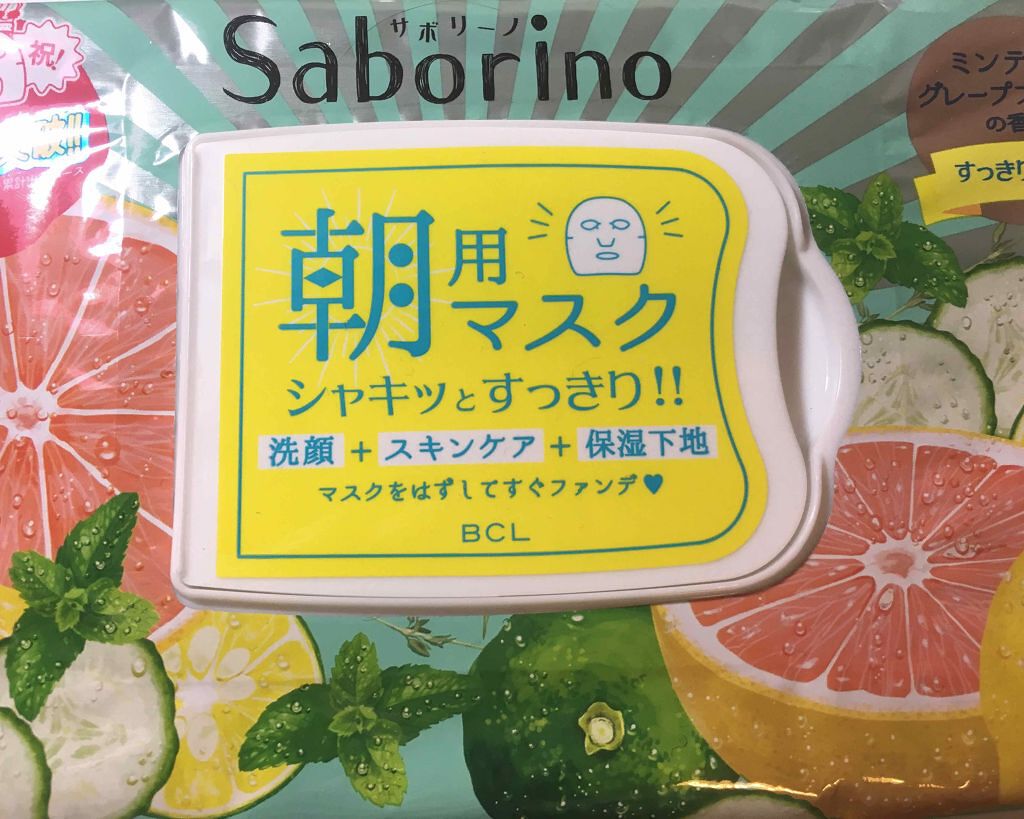 サボリーノ
Saborino
祝!
ミンテ
グレープフ
の香
すっきり
朝用
マスク
シャキッとすっきり!!
洗顔+スキンケア+保湿下地
マスクをはずしてすぐファンデ♥
BCL